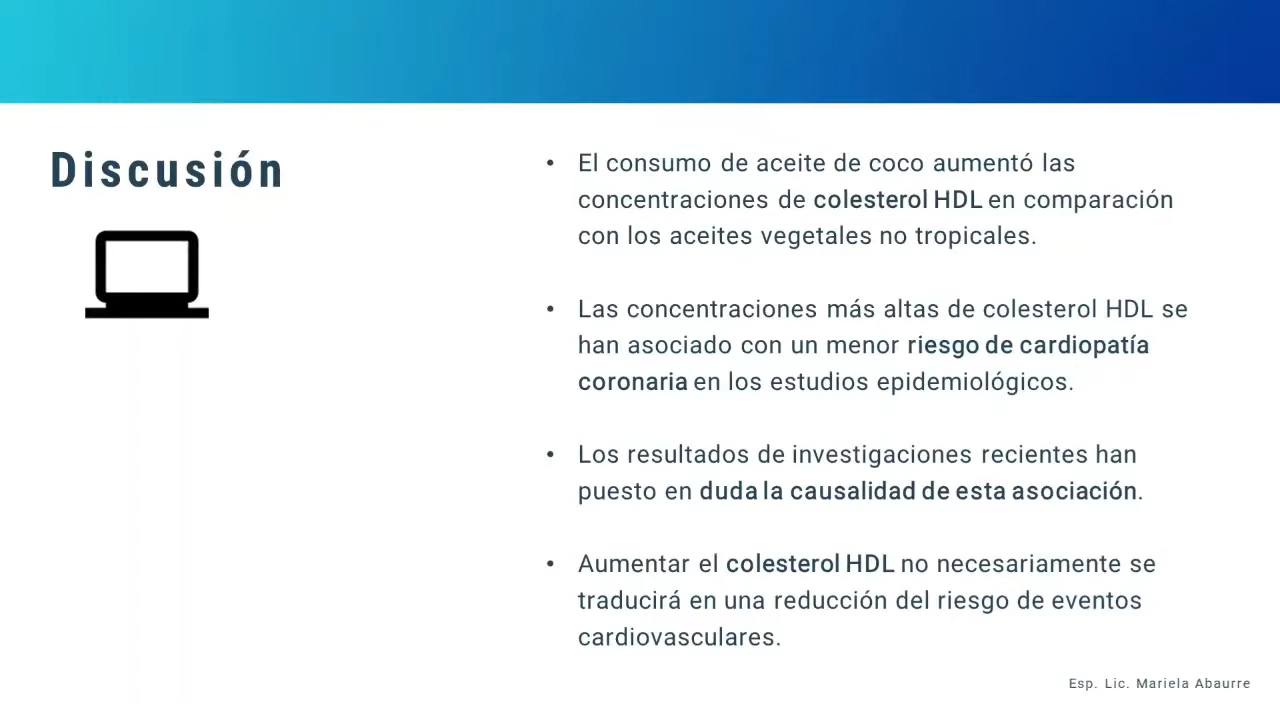 Discusión
• El consumo de aceite de coco aumentó las
concentraciones de colesterol HDL en comparación
con los aceites vegetales no tropicales.
• Las concentraciones más altas de colesterol HDL se
han asociado con un menor riesgo de cardiopatía
coronaria en los estudios epidemiológicos.
• Los resultados de investigaciones recientes han
puesto en duda la causalidad de esta asociación.
• Aumentar el colesterol HDL no necesariamente se
traducirá en una reducción del riesgo de eventos
cardiovasculares.
Esp. Lic. Mariela Abaurre